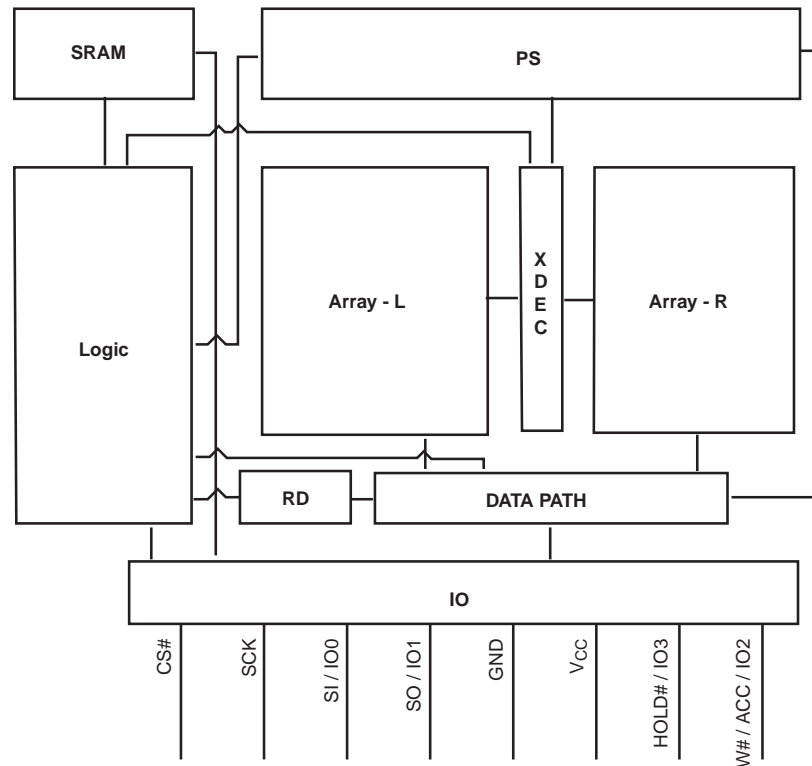 SRAM
PS
X
D
E
C
Array - L
Array - R
Logic
RD
DATA PATH
IO
CS#
SCK
SI / IO0
SO / IO1
GND
VCC
HOLD# / IO3
W# / ACC / IO2